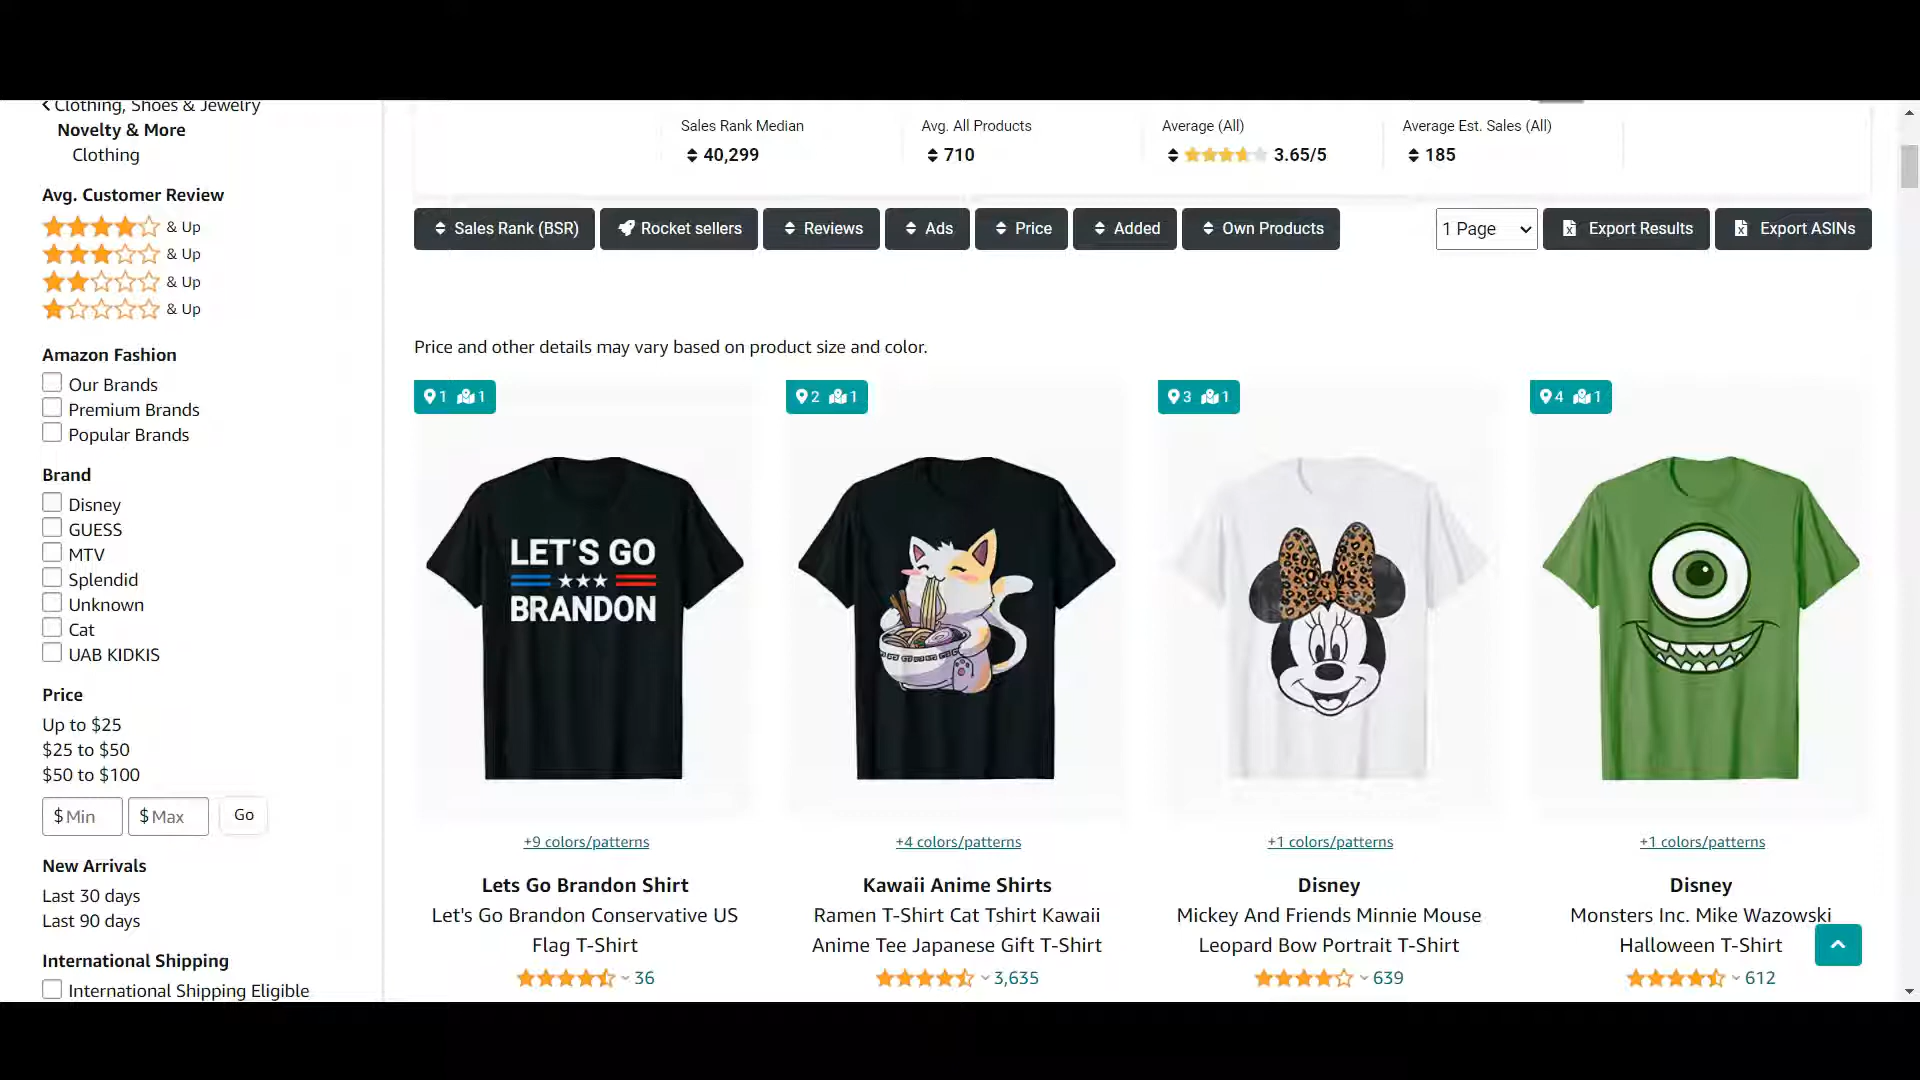 Clothing, Shoes & Jewelry
Novelty & More
Clothing
Avg. Customer Review
& Up
& Up
& Up
& Up
Amazon Fashion
Our Brands
Premium Brands
Popular Brands
Brand
Disney
GUESS
MTV
Splendid
Unknown
Cat
UAB KIDKIS
Price
Up to $25
$25 to $50
$50 to $100
$ Min $ Max Go
New Arrivals
Last 30 days
Last 90 days
International Shipping
International Shipping Eligible
Sales Rank Median Avg. All Products Average (All) Average Est. Sales (All)
40,299 710 3.65/5 185
Sales Rank (BSR) Rocket sellers Reviews Ads Price Added Own Products 1 Page Export Results Export ASINs
Price and other details may vary based on product size and color.
1 1 2 1 3 1 4 1
LET'S GO
BRANDON
+9 colors/patterns +4 colors/patterns +1 colors/patterns +1 colors/patterns
Lets Go Brandon Shirt
Let's Go Brandon Conservative US
Flag T-Shirt
36
Kawaii Anime Shirts
Ramen T-Shirt Cat Tshirt Kawaii
Anime Tee Japanese Gift T-Shirt
3,635
Disney
Mickey And Friends Minnie Mouse
Leopard Bow Portrait T-Shirt
639
Disney
Monsters Inc. Mike Wazowski
Halloween T-Shirt
612